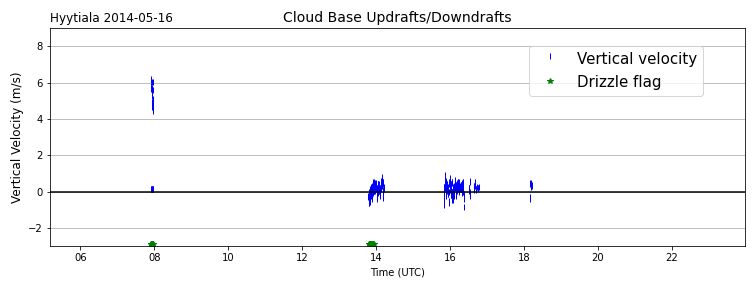 Hyytiala 2014-05-16
Cloud Base Updrafts/Downdrafts
Vertical Velocity (m/s)
8
6
4
2
0
−2
Vertical velocity
Drizzle flag
06 08 10 12 14 16 18 20 22
Time (UTC)